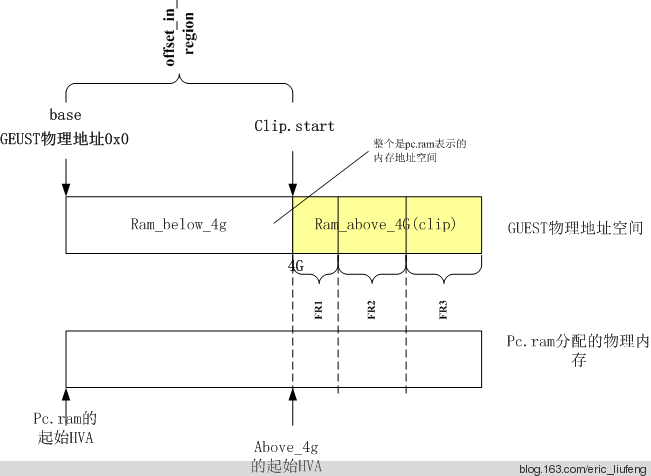 offset_in_
region
base
GEUST物理地址0x0
Clip.start
整个是pc.ram表示的
内存地址空间
Ram_below_4g
Ram_above_4G(clip)
GUEST物理地址空间
4G
FR1
FR2
FR3
Pc.ram分配的物理内
存
Pc.ram的
起始HVA
Above_4g
的起始HVA
blog.163.com/eric_liufeng